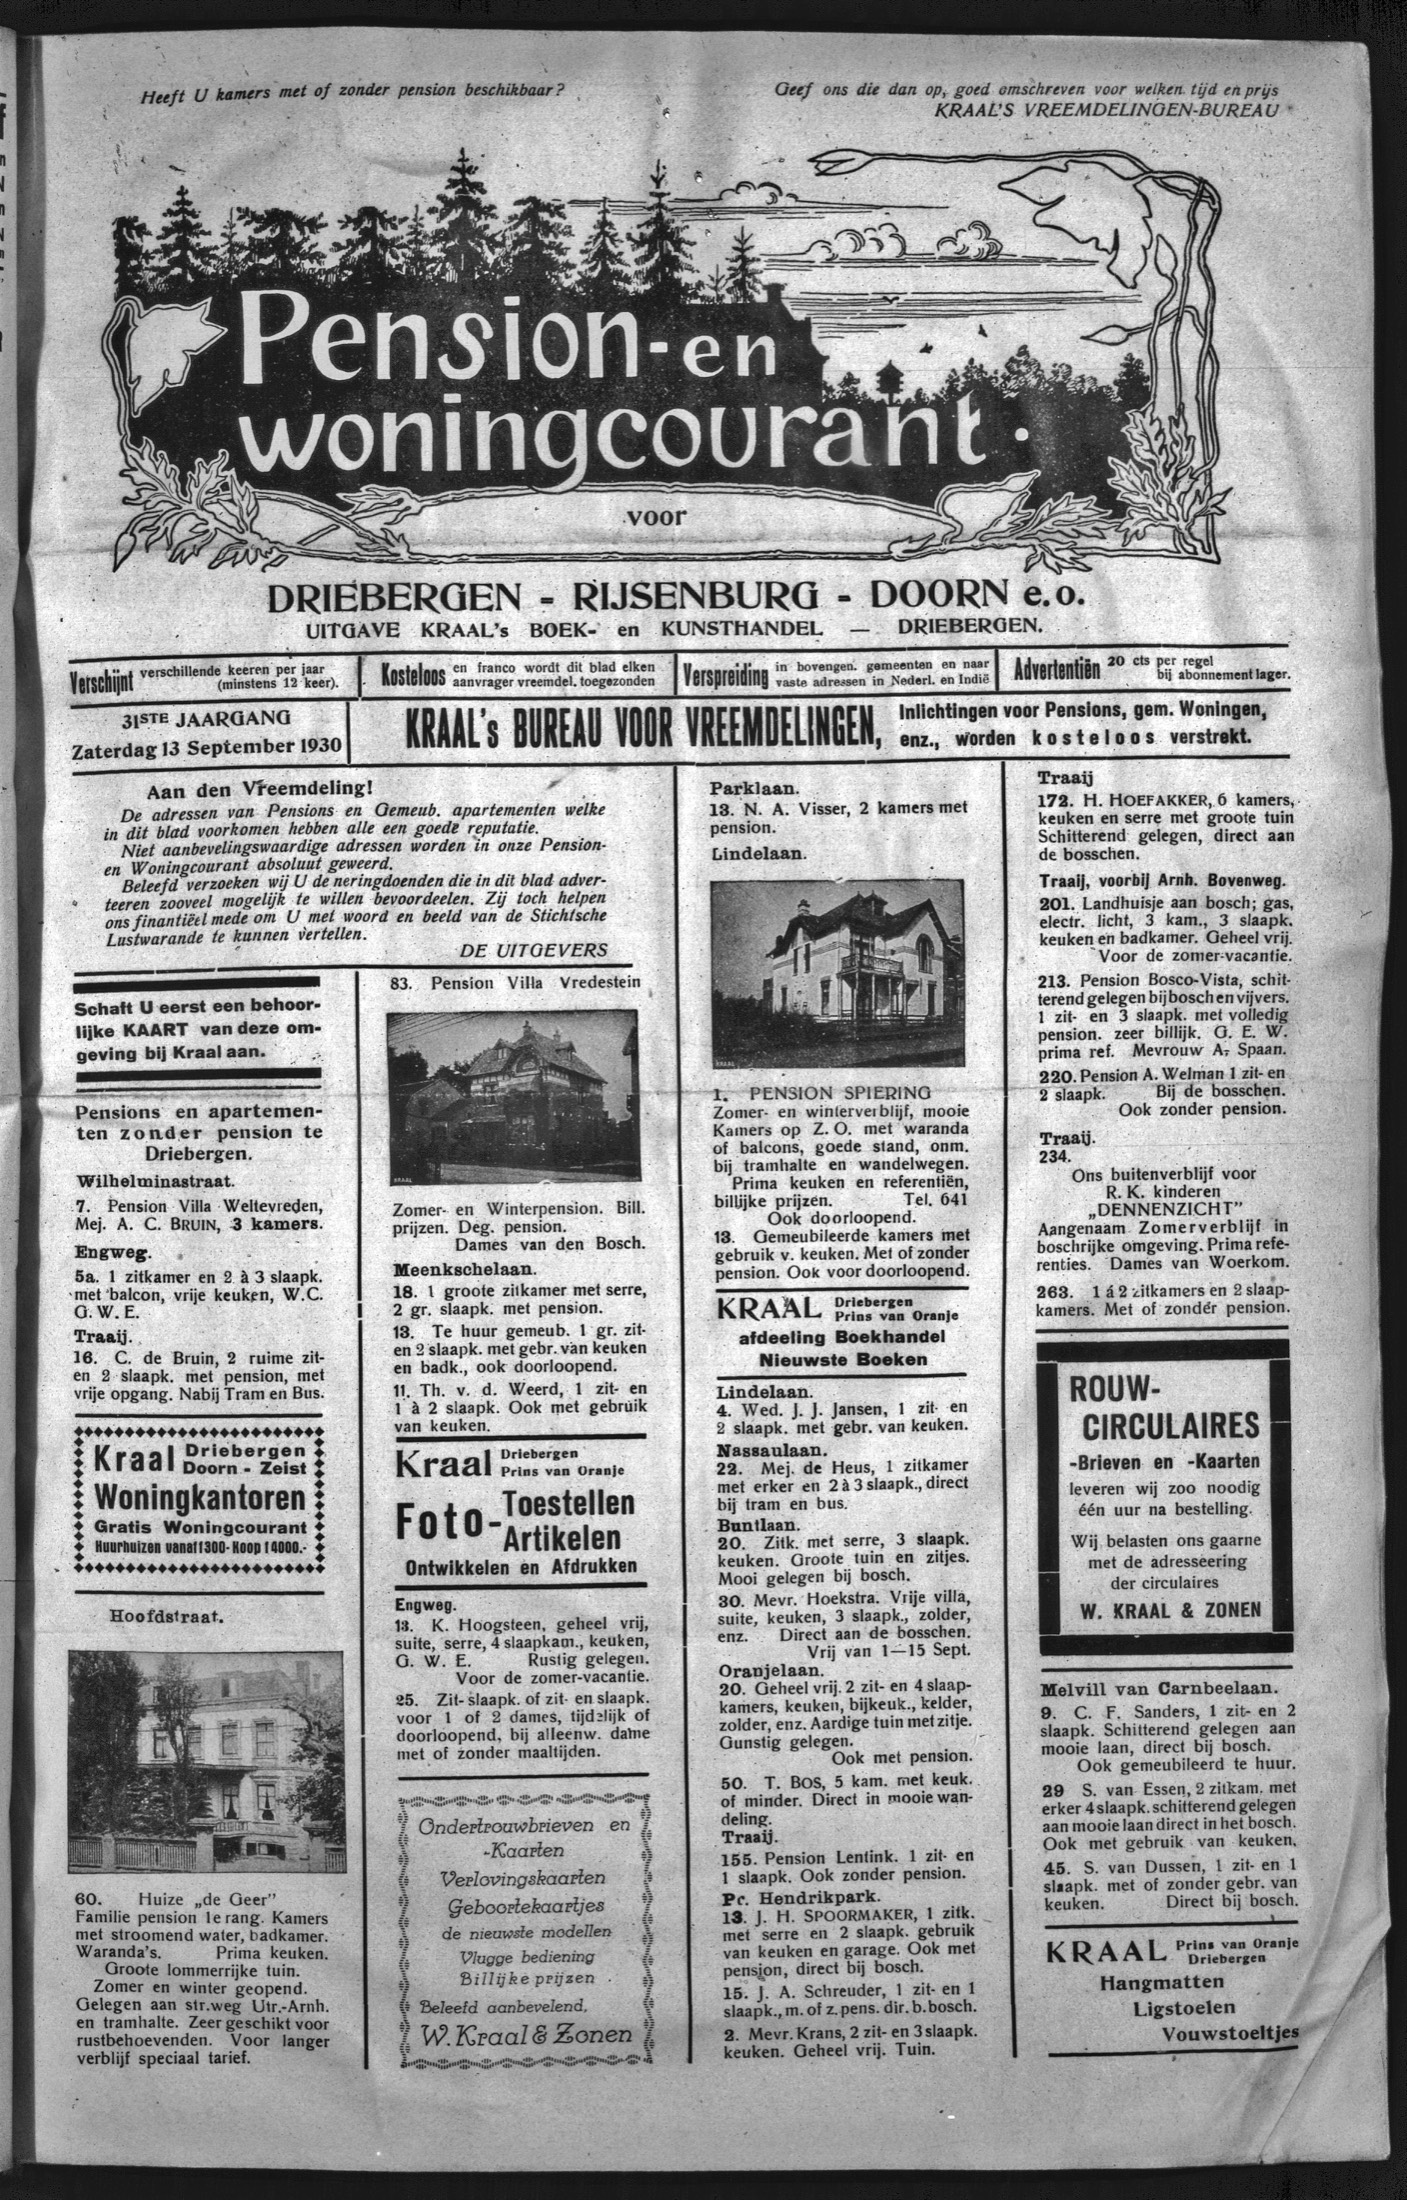 Heeft U kamers met of zonder pension beschikbaar?
Geef ons die dan op, goed omschreven voor welken tijd en prijs
KRAAL'S VREEMDELINGEN-BUREAU
Pension-en
woningcourant.
voor
DRIEBERGEN - RIJSENBURG - DOORN e.o.
UITGAVE KRAAL's BOEK- en KUNSTHANDEL — DRIEBERGEN.
Verschijnt verschillende keeren per jaar
(minstens 12 keer).
Kosteloos en franco wordt dit blad elken
aanvrager vreemdel. toegezonden
Verspreiding in bovengen. gemeenten en naar
vaste adressen in Nederl. en Indië
Advertentiën 20 cts per regel
bij abonnement lager.
31STE JAARGANG
Zaterdag 13 September 1930
KRAAL's BUREAU VOOR VREEMDELINGEN,
Inlichtingen voor Pensions, gem. Woningen,
enz., worden kosteloos verstrekt.
Aan den Vreemdeling!
De adressen van Pensions en Gemeub. apartementen welke
in dit blad voorkomen hebben alle een goede reputatie.
Niet aanbevelingswaardige adressen worden in onze Pension-
en Woningcourant absoluut geweerd.
Beleefd verzoeken wij U de neringdoenden die in dit blad adver-
teeren zooveel mogelijk te willen bevoordeelen. Zij toch helpen
ons finantiëel mede om U met woord en beeld van de Stichtsche
Lustwarande te kunnen vertellen.
DE UITGEVERS
Schaft U eerst een behoor-
lijke KAART van deze om-
geving bij Kraal aan.
Pensions en apartemen-
ten zonder pension te
Driebergen.
Wilhelminastraat.
7. Pension Villa Weltevreden,
Mej. A. C. BRUIN, 3 kamers.
Engweg.
5a. 1 zitkamer en 2 à 3 slaapk.
met balcon, vrije keuken, W.C.
G. W. E.
Traaij.
16. C. de Bruin, 2 ruime zit-
en 2 slaapk. met pension, met
vrije opgang. Nabij Tram en Bus.
Kraal Driebergen
Doorn - Zeist
Woningkantoren
Gratis Woningcourant
Huurhuizen vanaf f300- Koop f4000.-
Hoofdstraat.
60. Huize „de Geer”
Familie pension 1e rang. Kamers
met stroomend water, badkamer.
Waranda's. Prima keuken.
Groote lommerrijke tuin.
Zomer en winter geopend.
Gelegen aan str.weg Utr.-Arnh.
en tramhalte. Zeer geschikt voor
rustbehoevenden. Voor langer
verblijf speciaal tarief.
83. Pension Villa Vredestein
KRAAL
Zomer- en Winterpension. Bill.
prijzen. Deg. pension.
Dames van den Bosch.
Meenkschelaan.
18. 1 groote zitkamer met serre,
2 gr. slaapk. met pension.
13. Te huur gemeub. 1 gr. zit-
en 2 slaapk. met gebr. van keuken
en badk., ook doorloopend.
11. Th. v. d. Weerd, 1 zit- en
1 à 2 slaapk. Ook met gebruik
van keuken.
Kraal Driebergen
Prins van Oranje
Foto-Toestellen
Artikelen
Ontwikkelen en Afdrukken
Engweg.
13. K. Hoogsteen, geheel vrij,
suite, serre, 4 slaapkam., keuken,
G. W. E. Rustig gelegen.
Voor de zomer-vacantie.
25. Zit- slaapk. of zit- en slaapk.
voor 1 of 2 dames, tijdelijk of
doorloopend, bij alleenw. dame
met of zonder maaltijden.
Ondertrouwbrieven en
-Kaarten
Verlovingskaarten
Geboortekaartjes
de nieuwste modellen
Vlugge bediening
Billijke prijzen
Beleefd aanbevelend,
W. Kraal & Zonen
Parklaan.
13. N. A. Visser, 2 kamers met
pension.
Lindelaan.
KRAAL
1. PENSION SPIERING
Zomer- en winterverblijf, mooie
Kamers op Z. O. met waranda
of balcons, goede stand, onm.
bij tramhalte en wandelwegen.
Prima keuken en referentiën,
billijke prijzen. Tel. 641
Ook doorloopend.
13. Gemeubileerde kamers met
gebruik v. keuken. Met of zonder
pension. Ook voor doorloopend.
KRAAL Driebergen
Prins van Oranje
afdeeling Boekhandel
Nieuwste Boeken
Lindelaan.
4. Wed. J. J. Jansen, 1 zit- en
2 slaapk. met gebr. van keuken.
Nassaulaan.
22. Mej. de Heus, 1 zitkamer
met erker en 2 à 3 slaapk., direct
bij tram en bus.
Buntlaan.
20. Zitk. met serre, 3 slaapk.
keuken. Groote tuin en zitjes.
Mooi gelegen bij bosch.
30. Mevr. Hoekstra. Vrije villa,
suite, keuken, 3 slaapk., zolder,
enz. Direct aan de bosschen.
Vrij van 1—15 Sept.
Oranjelaan.
20. Geheel vrij. 2 zit- en 4 slaap-
kamers, keuken, bijkeuk., kelder,
zolder, enz. Aardige tuin met zitje.
Gunstig gelegen.
Ook met pension.
50. T. BOS, 5 kam. met keuk.
of minder. Direct in mooie wan-
deling.
Traaij.
155. Pension Lentink. 1 zit- en
1 slaapk. Ook zonder pension.
Pc. Hendrikpark.
13. J. H. SPOORMAKER, 1 zitk.
met serre en 2 slaapk. gebruik
van keuken en garage. Ook met
pension, direct bij bosch.
15. J. A. Schreuder, 1 zit- en 1
slaapk., m. of z. pens. dir. b. bosch.
2. Mevr. Krans, 2 zit- en 3 slaapk.
keuken. Geheel vrij. Tuin.
Traaij
172. H. HOEFAKKER, 6 kamers,
keuken en serre met groote tuin
Schitterend gelegen, direct aan
de bosschen.
Traaij, voorbij Arnh. Bovenweg.
201. Landhuisje aan bosch; gas,
electr. licht, 3 kam., 3 slaapk.
keuken en badkamer. Geheel vrij.
Voor de zomer-vacantie.
213. Pension Bosco-Vista, schit-
terend gelegen bij bosch en vijvers.
1 zit- en 3 slaapk. met volledig
pension. zeer billijk. G. E. W.
prima ref. Mevrouw A. Spaan.
220. Pension A. Welman 1 zit- en
2 slaapk. Bij de bosschen.
Ook zonder pension.
Traaij.
234.
Ons buitenverblijf voor
R. K. kinderen
„DENNENZICHT”
Aangenaam Zomerverblijf in
boschrijke omgeving. Prima refe-
renties. Dames van Woerkom.
263. 1 á 2 zitkamers en 2 slaap-
kamers. Met of zonder pension.
ROUW-
CIRCULAIRES
-Brieven en -Kaarten
leveren wij zoo noodig
één uur na bestelling.
Wij belasten ons gaarne
met de adresseering
der circulaires
W. KRAAL & ZONEN
Melvill van Carnbeelaan.
9. C. F. Sanders, 1 zit- en 2
slaapk. Schitterend gelegen aan
mooie laan, direct bij bosch.
Ook gemeubileerd te huur.
29 S. van Essen, 2 zitkam. met
erker 4 slaapk. schitterend gelegen
aan mooie laan direct in het bosch.
Ook met gebruik van keuken.
45. S. van Dussen, 1 zit- en 1
slaapk. met of zonder gebr. van
keuken. Direct bij bosch.
KRAAL Prins van Oranje
Driebergen
Hangmatten
Ligstoelen
Vouwstoeltjes